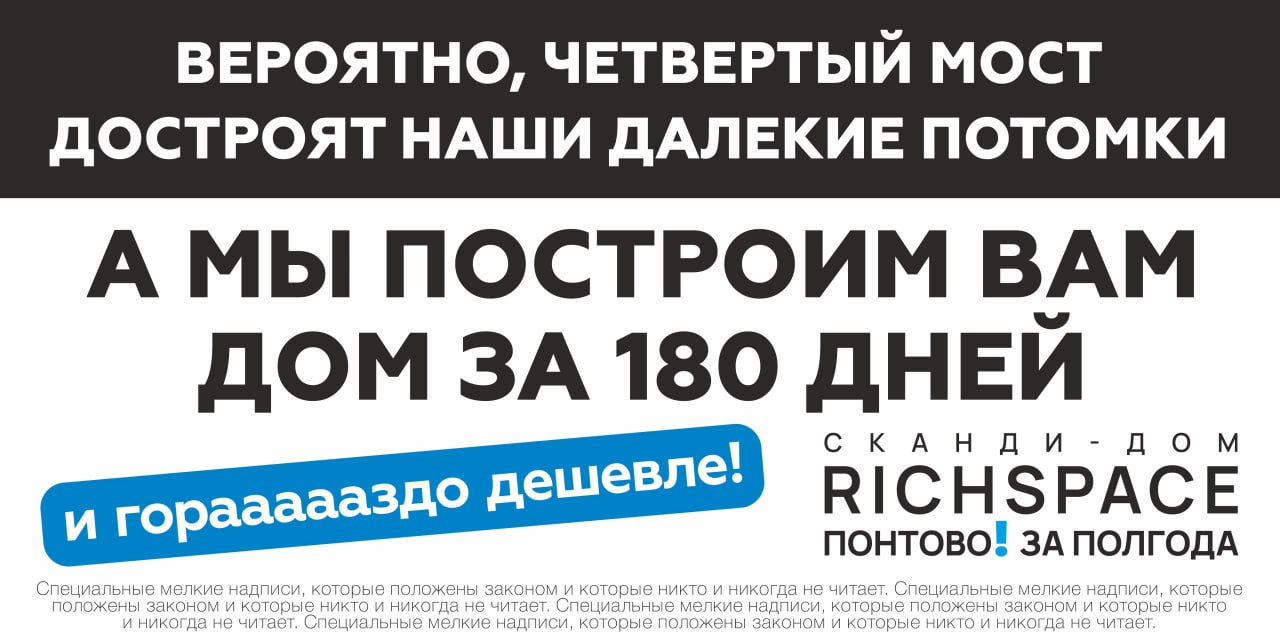 ВЕРОЯТНО, ЧЕТВЕРТЫЙ МОСТ
ДОСТРОЯТ НАШИ ДАЛЕКИЕ ПОТОМКИ
А МЫ ПОСТРОИМ ВАМ
ДОМ ЗА 180 ДНЕЙ
и горааааааздо дешевле!
СКАНДИ-ДОМ
RICHSPACE
ПОНТОВО! ЗА ПОЛГОДА
Специальные мелкие надписи, которые положены законом и которые никто и никогда не читает. Специальные мелкие надписи, которые
положены законом и которые никто и никогда не читает. Специальные мелкие надписи, которые положены законом и которые никто
и никогда не читает. Специальные мелкие надписи, которые положены законом и которые никто и никогда не читает.